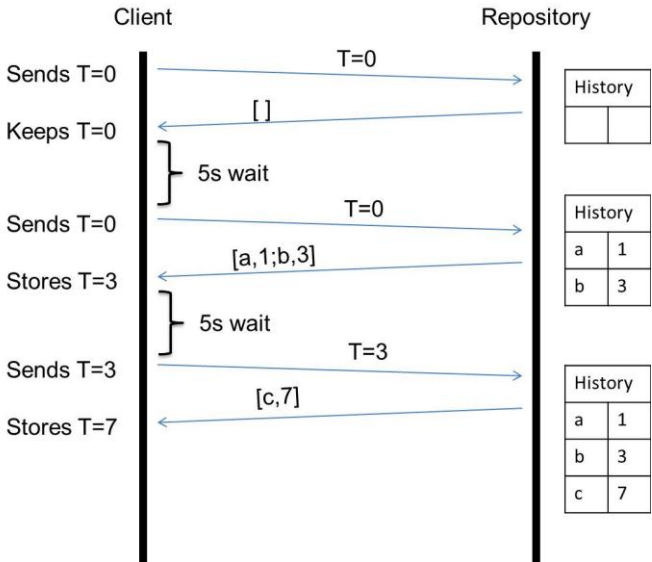 Client
Repository
Sends T=0
T=0
History
[ ]
Keeps T=0
5s wait
Sends T=0
T=0
History
a 1
b 3
[a,1;b,3]
Stores T=3
5s wait
Sends T=3
T=3
History
a 1
b 3
c 7
[c,7]
Stores T=7